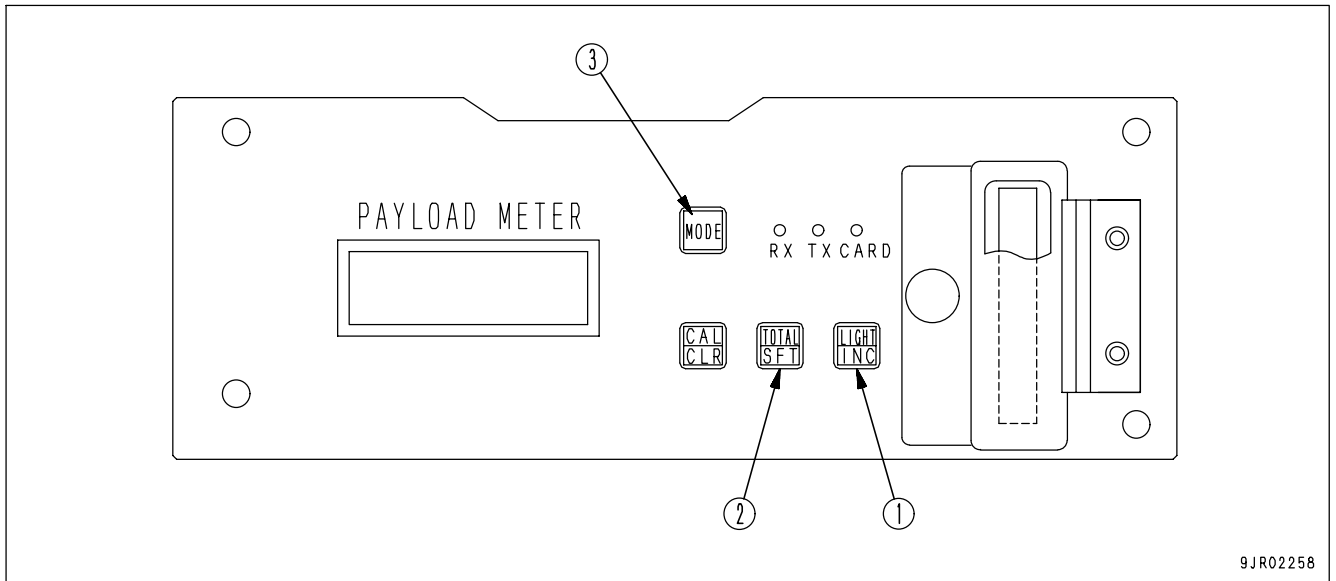 ③
PAYLOAD METER
MODE
RX TX CARD
CAL
CLR
TOTAL
SFT
LIGHT
INC
② ①
9JR02258